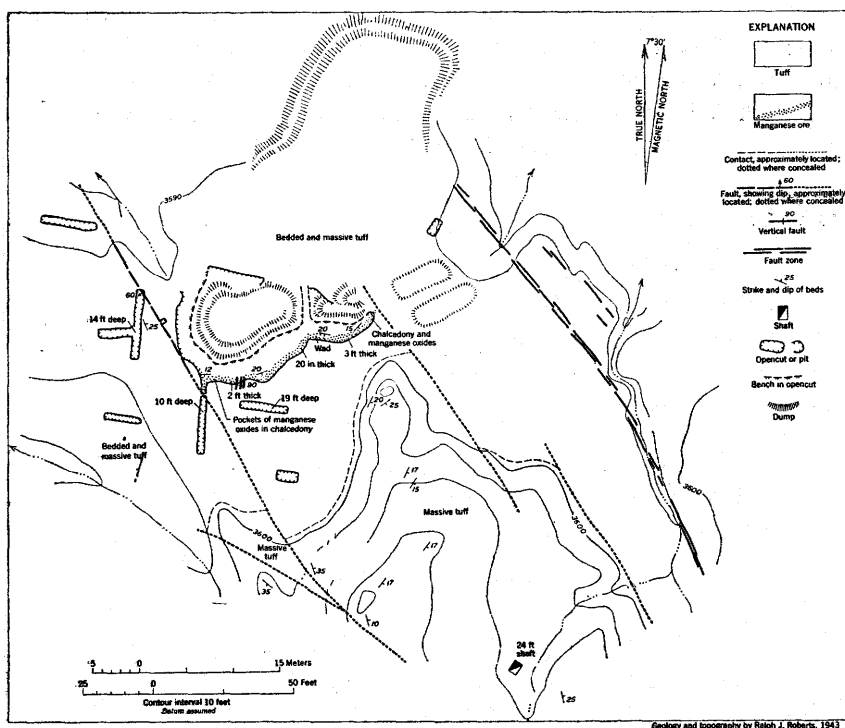 EXPLANATION
Tuff
Manganese ore
Contact, approximately located;
dotted where concealed
60
Fault, showing dip, approximately
located; dotted where concealed
90
Vertical fault
Fault zone
25
Strike and dip of beds
Shaft
Opencut or pit
Bench in opencut
Dump
7°30'
TRUE NORTH
MAGNETIC NORTH
3590
Bedded and massive tuff
60
14 ft deep
25
Chalcedony and
manganese oxides
20
15
Wad
3 ft thick
20 in thick
12
20
90
2 ft thick
10 ft deep
19 ft deep
Pockets of manganese
oxides in chalcedony
20
25
Bedded and
massive tuff
17
15
Massive tuff
3600
3600
3600
Massive
tuff
35
35
17
17
10
24 ft
shaft
25
5 0 15 Meters
25 0 50 Feet
Contour interval 10 feet
Datum assumed
Geology and topography by Ralph J. Roberts, 1943